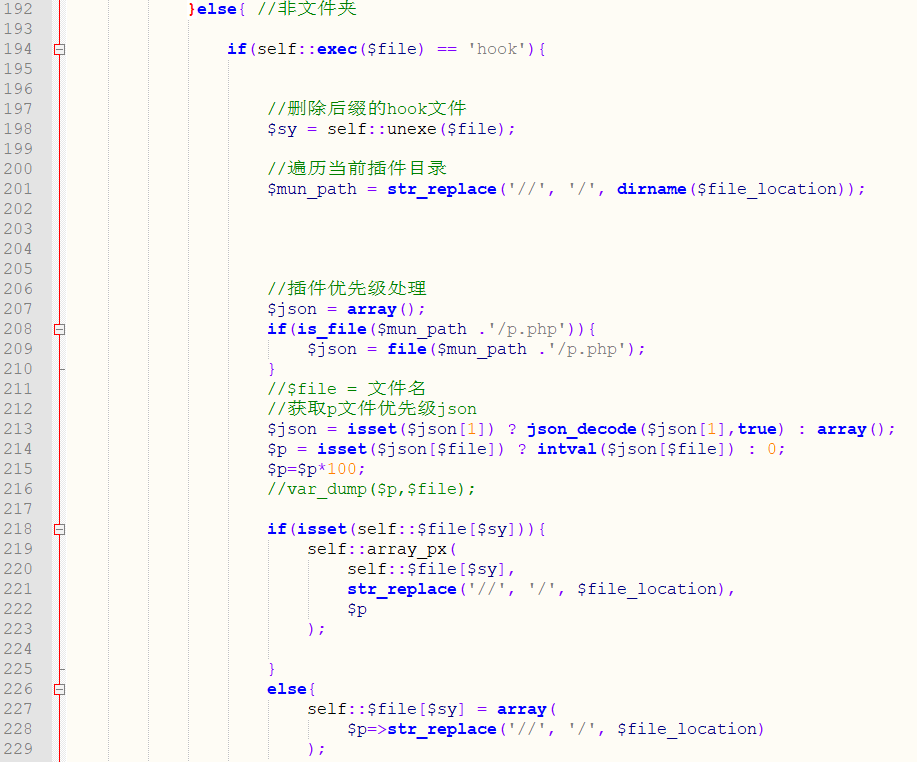 192 }else{ //非文件夹
193
194 if(self::exec($file) == 'hook'){
195
196
197 //删除后缀的hook文件
198 $sy = self::unexe($file);
199
200 //遍历当前插件目录
201 $mun_path = str_replace('//', '/', dirname($file_location));
202
203
204
205
206 //插件优先级处理
207 $json = array();
208 if(is_file($mun_path .'/p.php')){
209 $json = file($mun_path .'/p.php');
210 }
211 //$file = 文件名
212 //获取p文件优先级json
213 $json = isset($json[1]) ? json_decode($json[1],true) : array();
214 $p = isset($json[$file]) ? intval($json[$file]) : 0;
215 $p=$p*100;
216 //var_dump($p,$file);
217
218 if(isset(self::$file[$sy])){
219 self::array_px(
220 self::$file[$sy],
221 str_replace('//', '/', $file_location),
222 $p
223 );
224
225 }
226 else{
227 self::$file[$sy] = array(
228 $p=>str_replace('//', '/', $file_location)
229 );